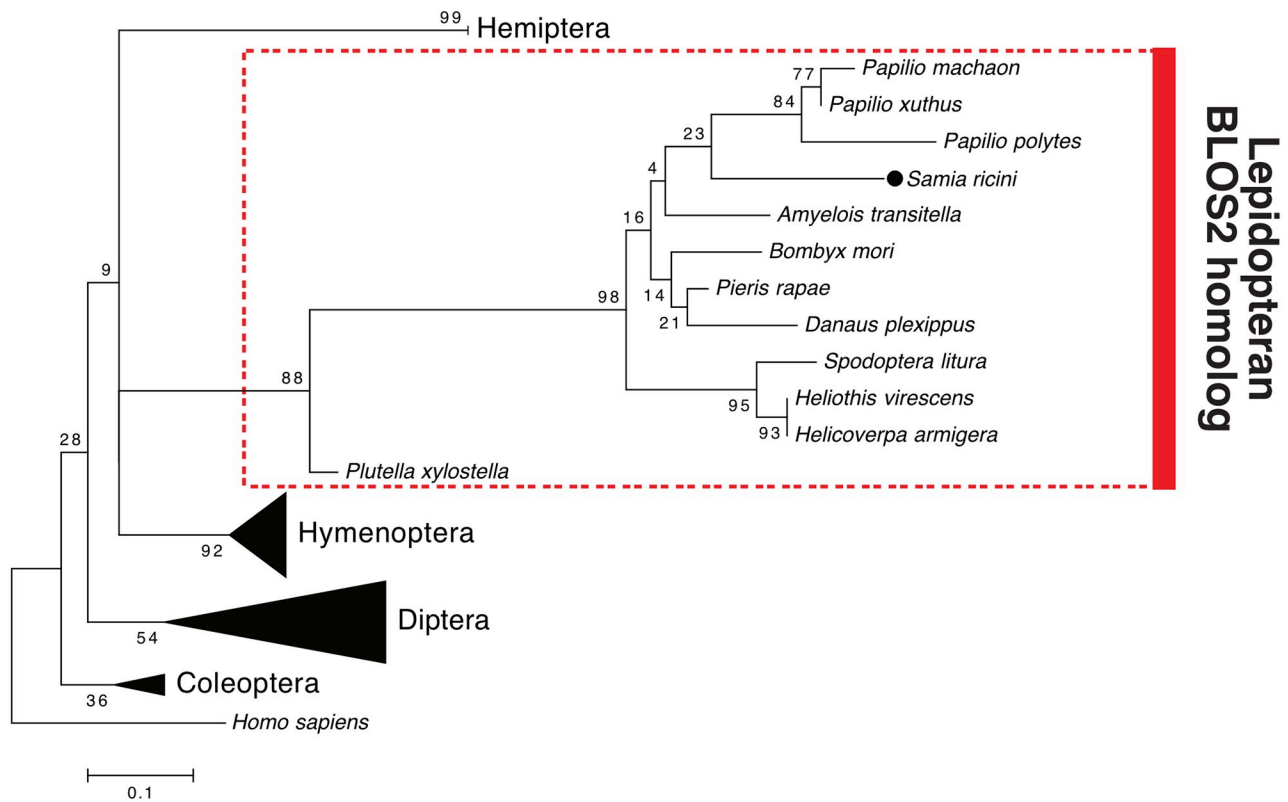 99
Hemiptera
Papilio machaon
77
Papilio xuthus
84
Papilio polytes
23
Samia ricini
4
Amyelois transitella
16
Bombyx mori
Pieris rapae
14
21
Danaus plexippus
98
Spodoptera litura
Heliothis virescens
95
93
Helicoverpa armigera
88
Plutella xylostella
9
Lepidopteran
BLOS2 homolog
28
Hymenoptera
92
Diptera
54
Coleoptera
36
Homo sapiens
0.1